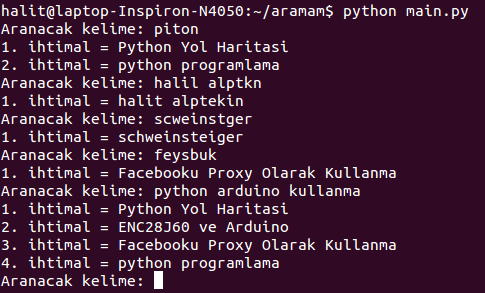 halit@laptop-Inspiron-N4050:~/aramam$ python main.py
Aranacak kelime: piton
1. ihtimal = Python Yol Haritasi
2. ihtimal = python programlama
Aranacak kelime: halil alptkn
1. ihtimal = halit alptekin
Aranacak kelime: scweinstger
1. ihtimal = schweinsteiger
Aranacak kelime: feysbuk
1. ihtimal = Facebooku Proxy Olarak Kullanma
Aranacak kelime: python arduino kullanma
1. ihtimal = Python Yol Haritasi
2. ihtimal = ENC28J60 ve Arduino
3. ihtimal = Facebooku Proxy Olarak Kullanma
4. ihtimal = python programlama
Aranacak kelime: